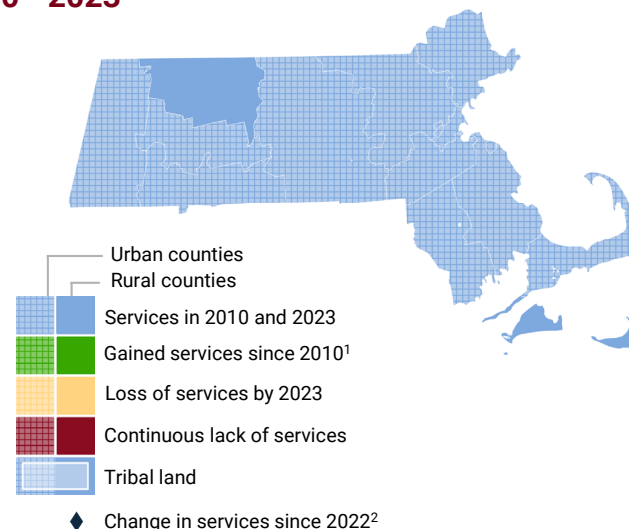 2023
Urban counties
Rural counties
Services in 2010 and 2023
Gained services since 2010¹
Loss of services by 2023
Continuous lack of services
Tribal land
Change in services since 2022²